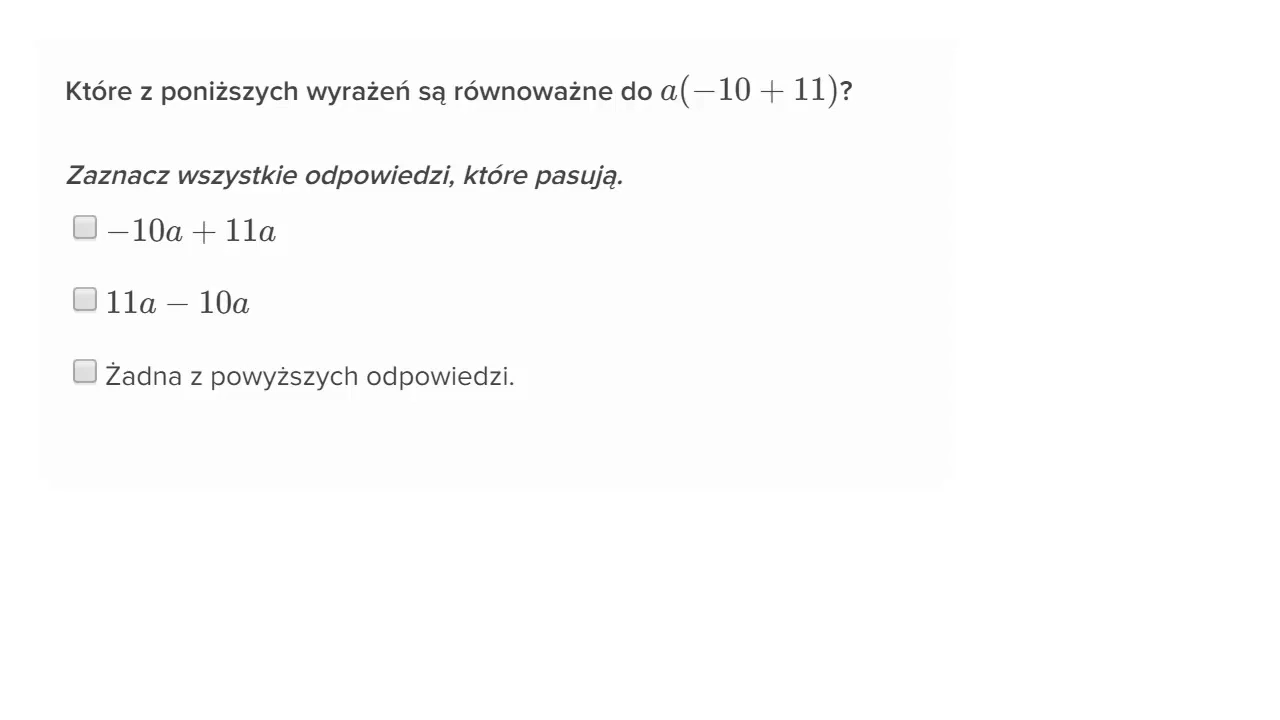 Które z poniższych wyrażeń są równoważne do a(−10 + 11)?
Zaznacz wszystkie odpowiedzi, które pasują.
−10a + 11a
11a − 10a
Żadna z powyższych odpowiedzi.